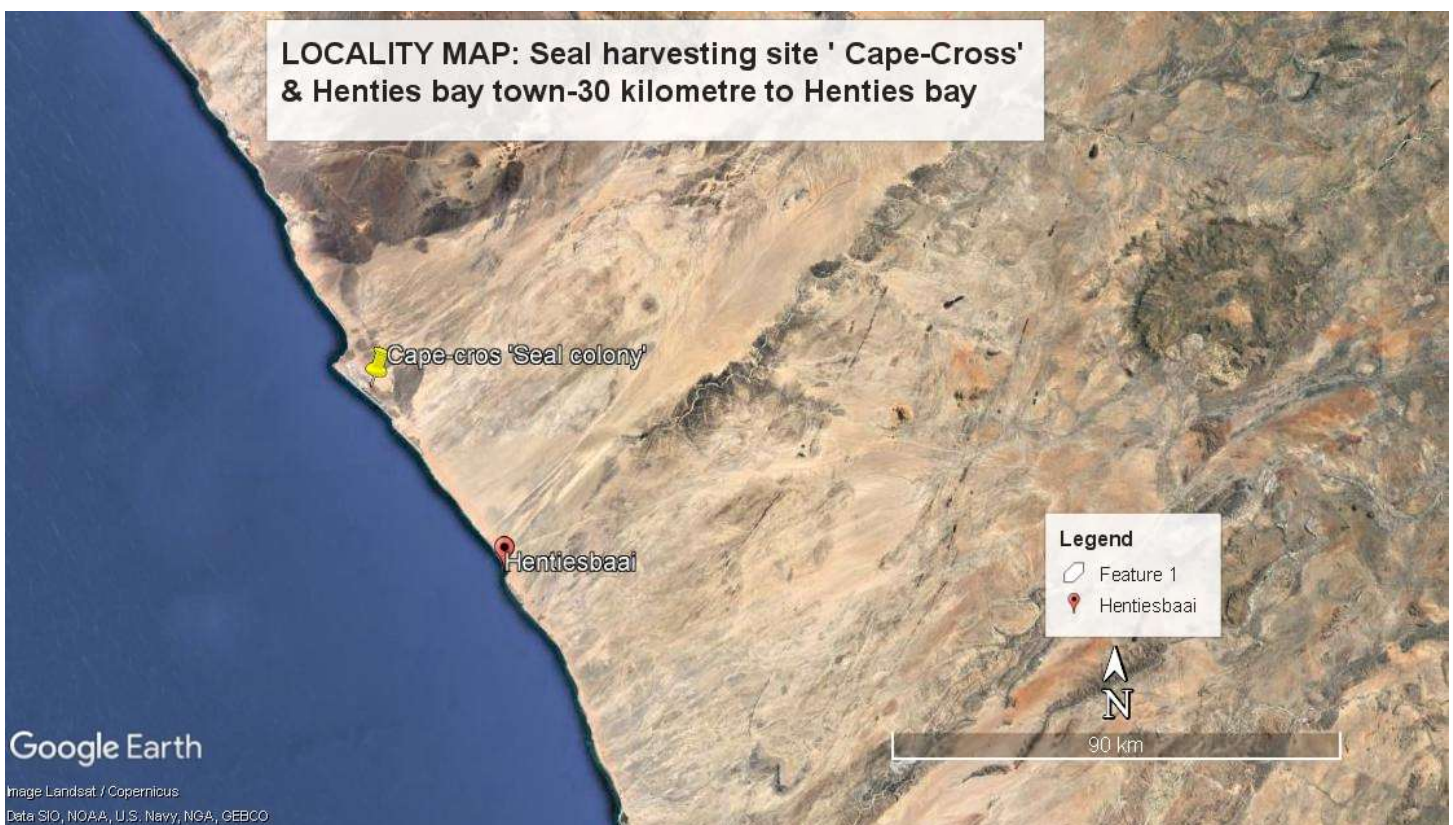 LOCALITY MAP: Seal harvesting site ' Cape-Cross'
& Henties bay town-30 kilometre to Henties bay
Cape-cros 'Seal colony'
Hentiesbaai
Legend
Feature 1
Hentiesbaai
N
90 km
Google Earth
Image Landsat / Copernicus
Data SIO, NOAA, U.S. Navy, NGA, GEBCO